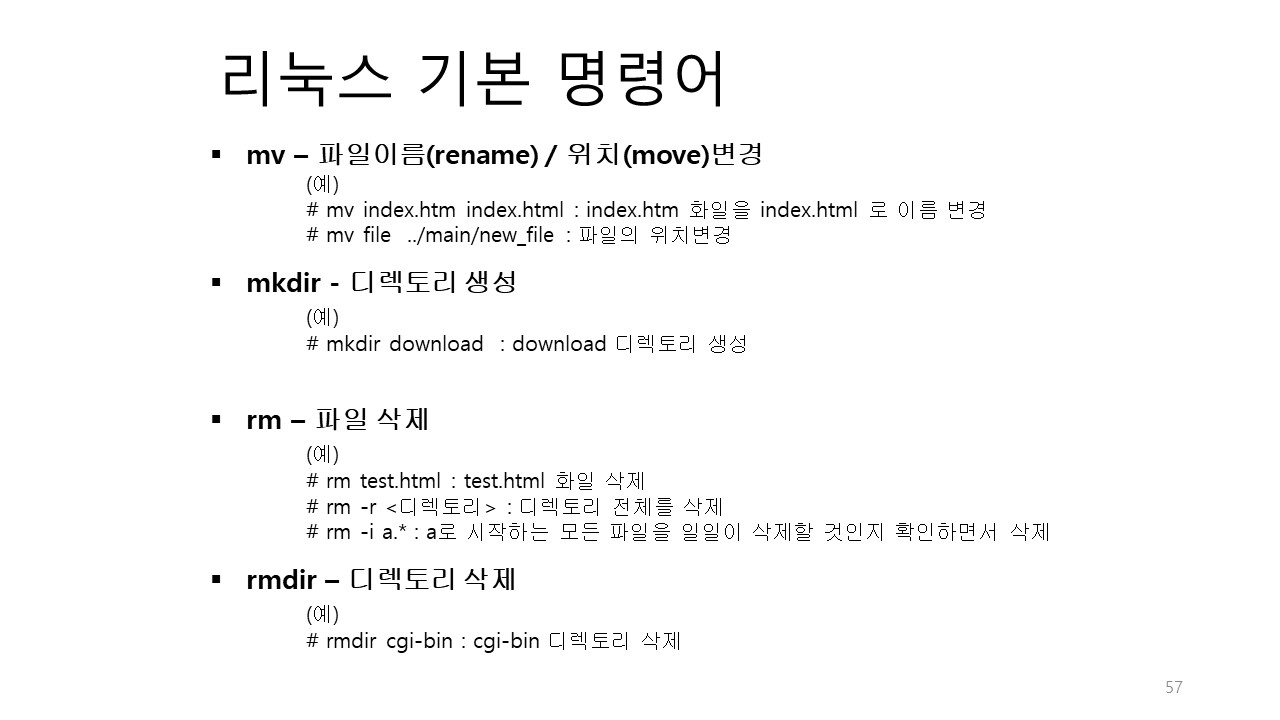 리눅스 기본 명령어
▪ mv – 파일이름(rename) / 위치(move)변경
(예)
# mv index.htm index.html : index.htm 화일을 index.html 로 이름 변경
# mv file ../main/new_file : 파일의 위치변경
▪ mkdir - 디렉토리 생성
(예)
# mkdir download : download 디렉토리 생성
▪ rm – 파일 삭제
(예)
# rm test.html : test.html 화일 삭제
# rm -r <디렉토리> : 디렉토리 전체를 삭제
# rm -i a.* : a로 시작하는 모든 파일을 일일이 삭제할 것인지 확인하면서 삭제
▪ rmdir – 디렉토리 삭제
(예)
# rmdir cgi-bin : cgi-bin 디렉토리 삭제
57